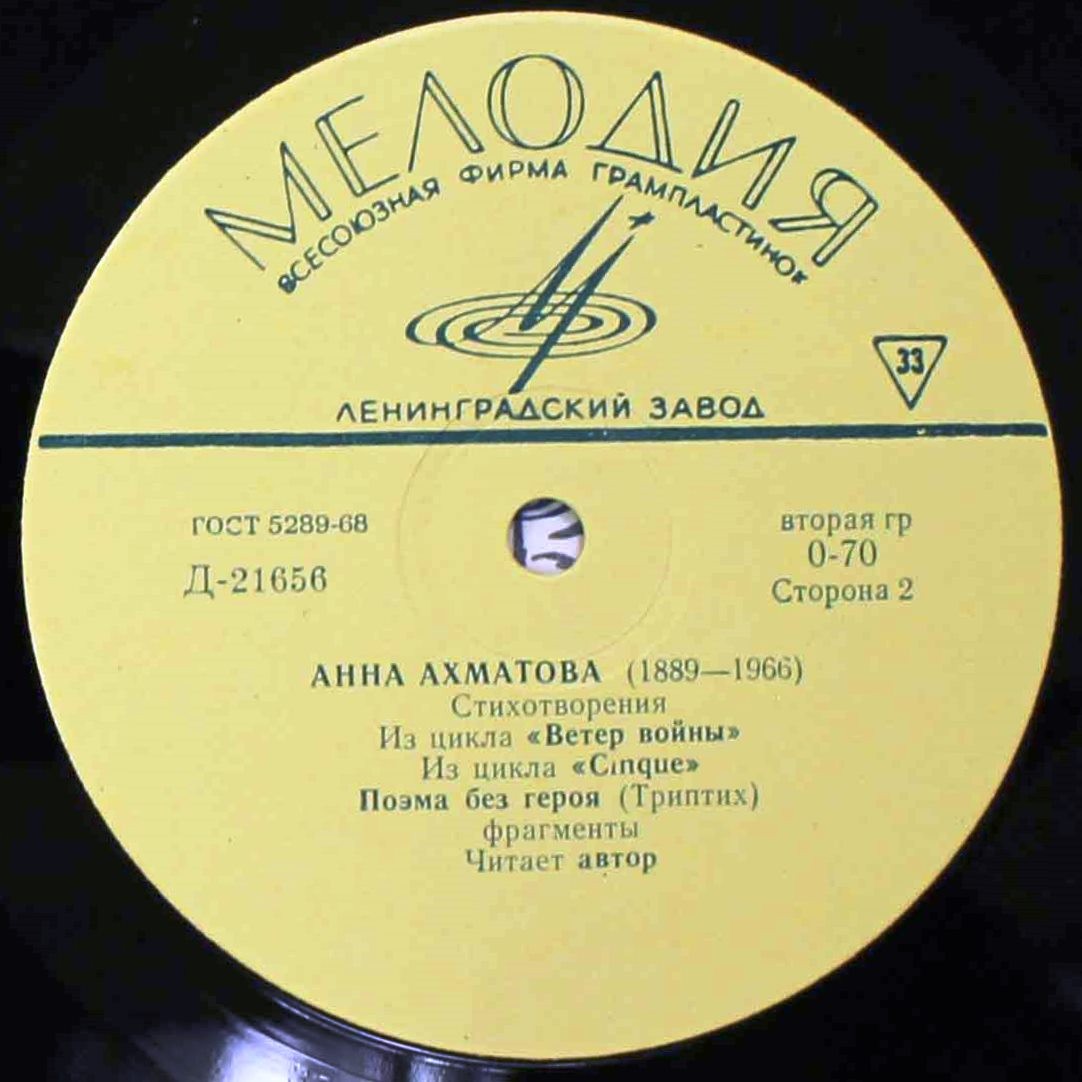 МЕЛОДИЯ
ВСЕСОЮЗНАЯ ФИРМА ГРАМПЛАСТИНОК
33
ЛЕНИНГРАДСКИЙ ЗАВОД
ГОСТ 5289-68
Д-21656
вторая гр
0-70
Сторона 2
АННА АХМАТОВА (1889—1966)
Стихотворения
Из цикла «Ветер войны»
Из цикла «Cinque»
Поэма без героя (Триптих)
фрагменты
Читает автор